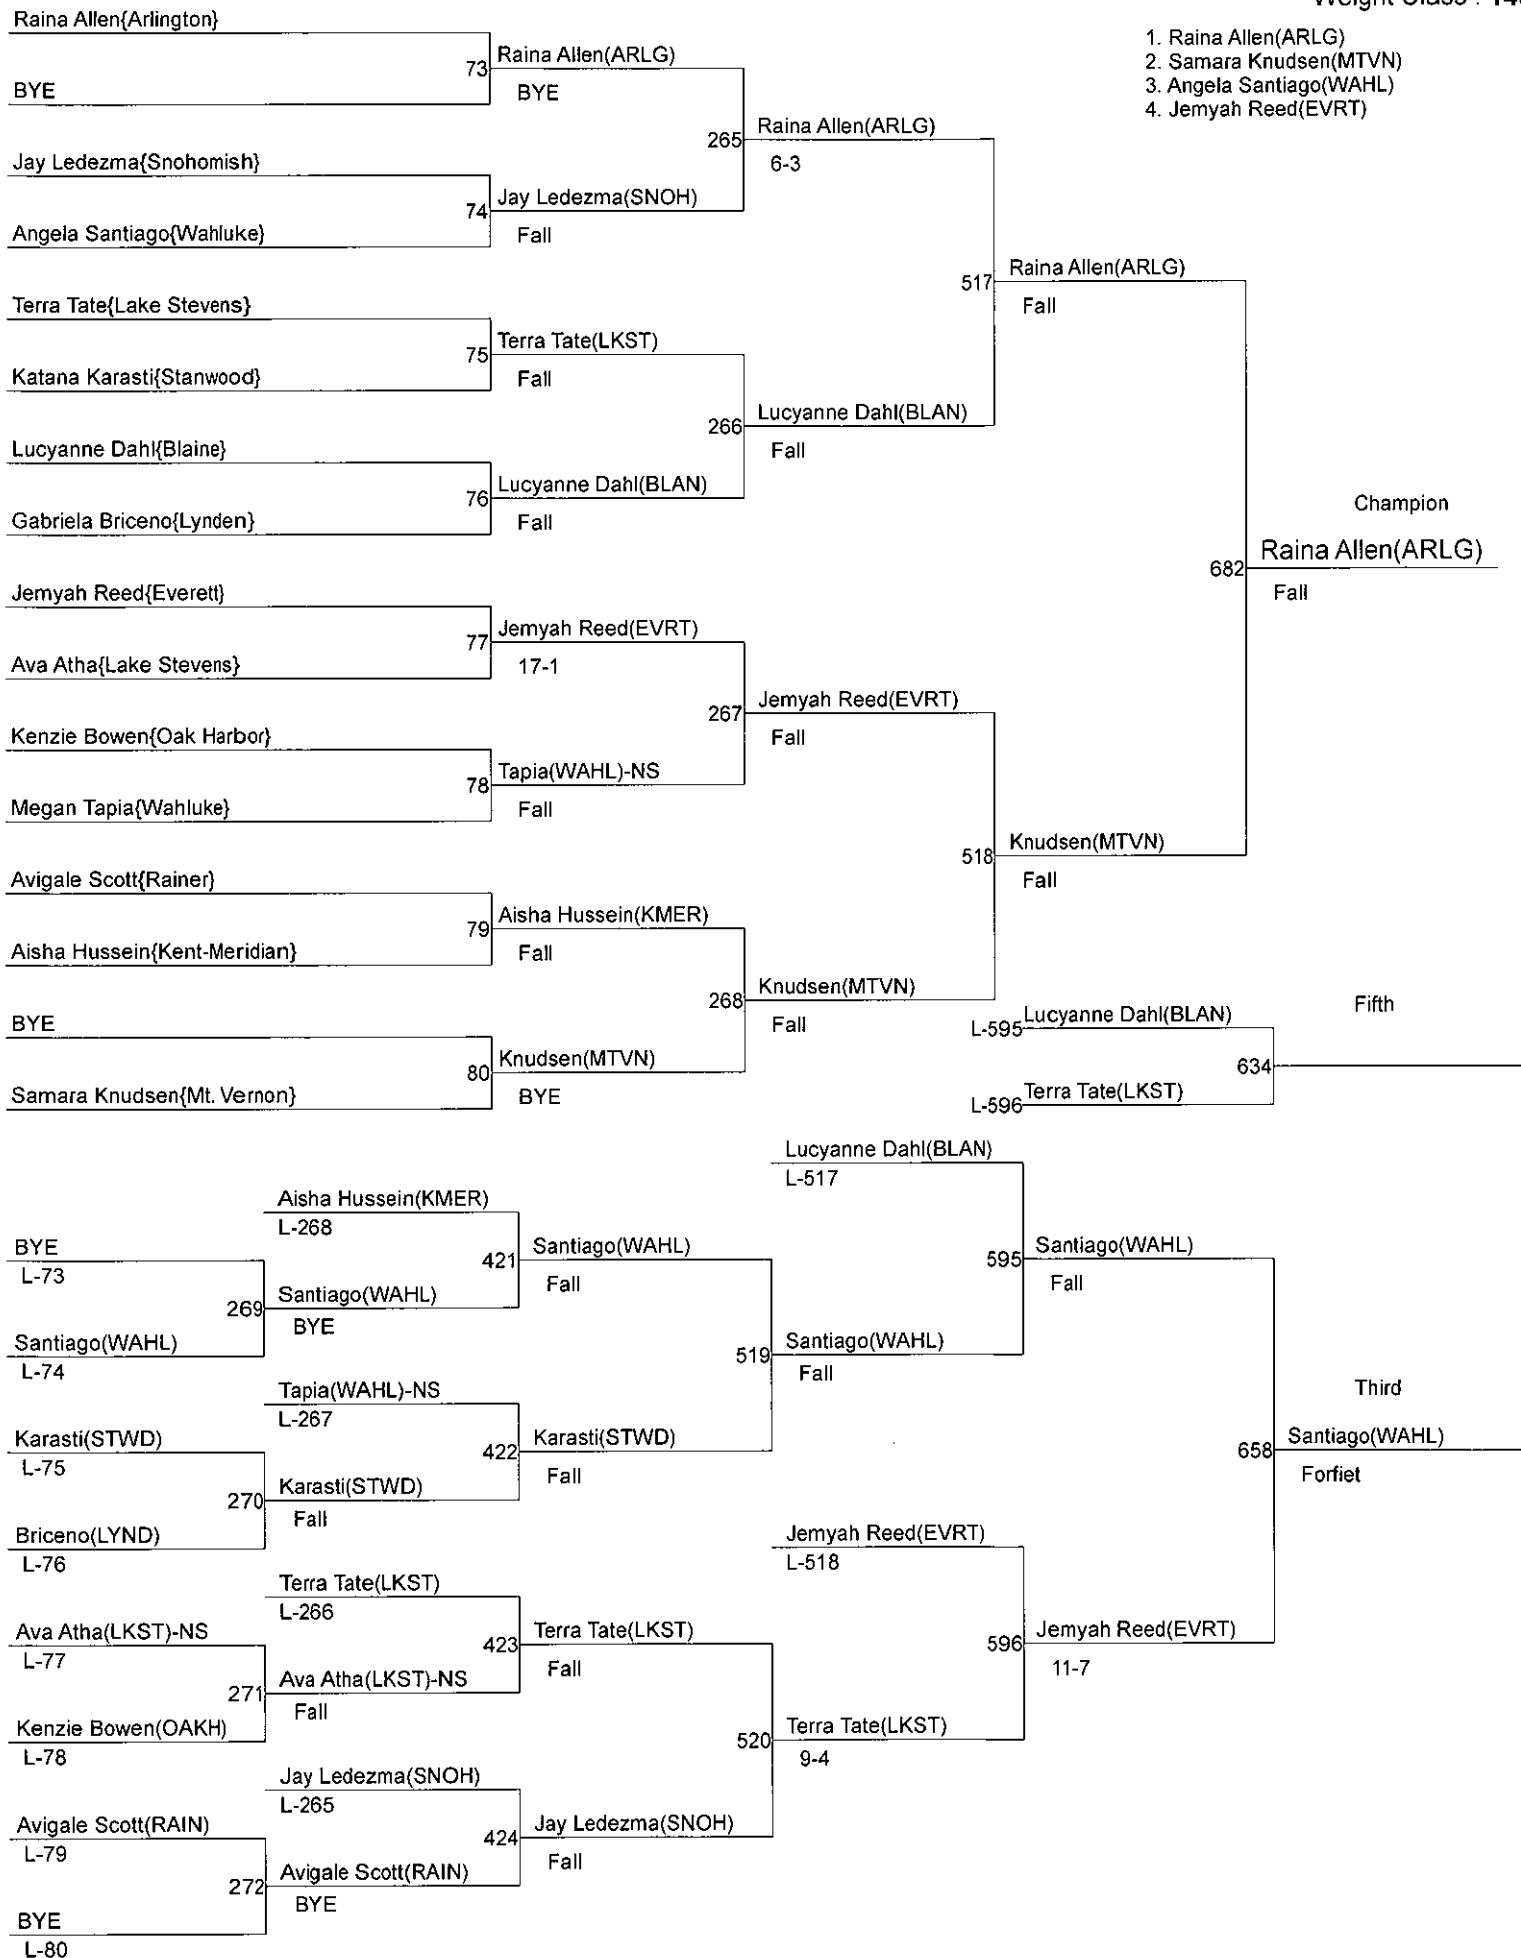 Weight Class :
1. Raina Allen(ARLG)
2. Samara Knudsen(MTVN)
3. Angela Santiago(WAHL)
4. Jemyah Reed(EVRT)
Raina Allen{Arlington}
73
BYE
Raina Allen(ARLG)
BYE
265
Raina Allen(ARLG)
6-3
Jay Ledezma{Snohomish}
74
Angela Santiago{Wahluke}
Jay Ledezma(SNOH)
Fall
517
Raina Allen(ARLG)
Fall
Terra Tate{Lake Stevens}
75
Katana Karasti{Stanwood}
Terra Tate(LKST)
Fall
266
Lucyanne Dahl(BLAN)
Fall
Lucyanne Dahl{Blaine}
76
Gabriela Briceno{Lynden}
Lucyanne Dahl(BLAN)
Fall
Champion
682
Raina Allen(ARLG)
Fall
Jemyah Reed{Everett}
77
Ava Atha{Lake Stevens}
Jemyah Reed(EVRT)
17-1
267
Jemyah Reed(EVRT)
Fall
Kenzie Bowen{Oak Harbor}
78
Megan Tapia{Wahluke}
Tapia(WAHL)-NS
Fall
518
Knudsen(MTVN)
Fall
Avigale Scott{Rainer}
79
Aisha Hussein{Kent-Meridian}
Aisha Hussein(KMER)
Fall
268
Knudsen(MTVN)
Fall
BYE
80
Samara Knudsen{Mt. Vernon}
Knudsen(MTVN)
BYE
Fifth
L-595
Lucyanne Dahl(BLAN)
634
L-596
Terra Tate(LKST)
Lucyanne Dahl(BLAN)
L-517
Aisha Hussein(KMER)
L-268
421
Santiago(WAHL)
Fall
BYE
L-73
269
Santiago(WAHL)
BYE
Santiago(WAHL)
L-74
595
Santiago(WAHL)
Fall
519
Santiago(WAHL)
Fall
Tapia(WAHL)-NS
L-267
422
Karasti(STWD)
Fall
Karasti(STWD)
L-75
270
Karasti(STWD)
Fall
Briceno(LYND)
L-76
Third
658
Santiago(WAHL)
Forfiet
Jemyah Reed(EVRT)
L-518
Terra Tate(LKST)
L-266
423
Terra Tate(LKST)
Fall
Ava Atha(LKST)-NS
L-77
271
Ava Atha(LKST)-NS
Fall
Kenzie Bowen(OAKH)
L-78
596
Jemyah Reed(EVRT)
11-7
520
Terra Tate(LKST)
9-4
Jay Ledezma(SNOH)
L-265
424
Jay Ledezma(SNOH)
Fall
Avigale Scott(RAIN)
L-79
272
Avigale Scott(RAIN)
BYE
BYE
L-80